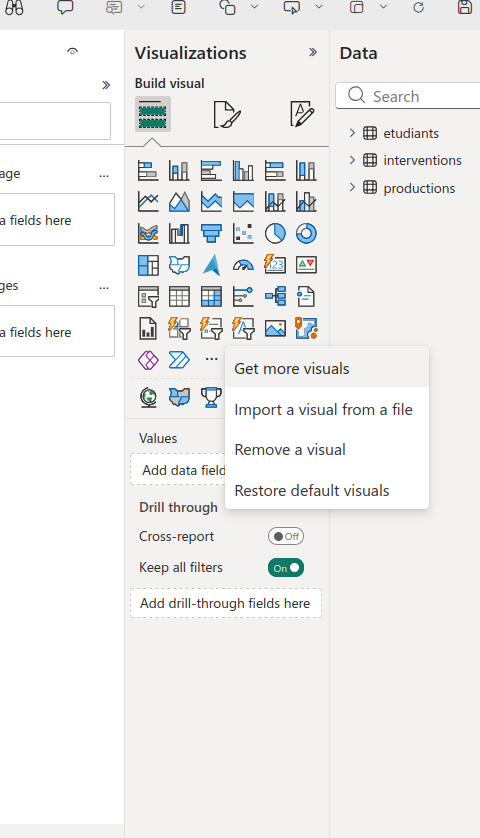 Visualizations
Data
Build visual
Search
etudiants
interventions
productions
age
a fields here
ges
a fields here
123
Get more visuals
Import a visual from a file
Remove a visual
Restore default visuals
Values
Add data field
Drill through
Cross-report
Off
Keep all filters
On
Add drill-through fields here